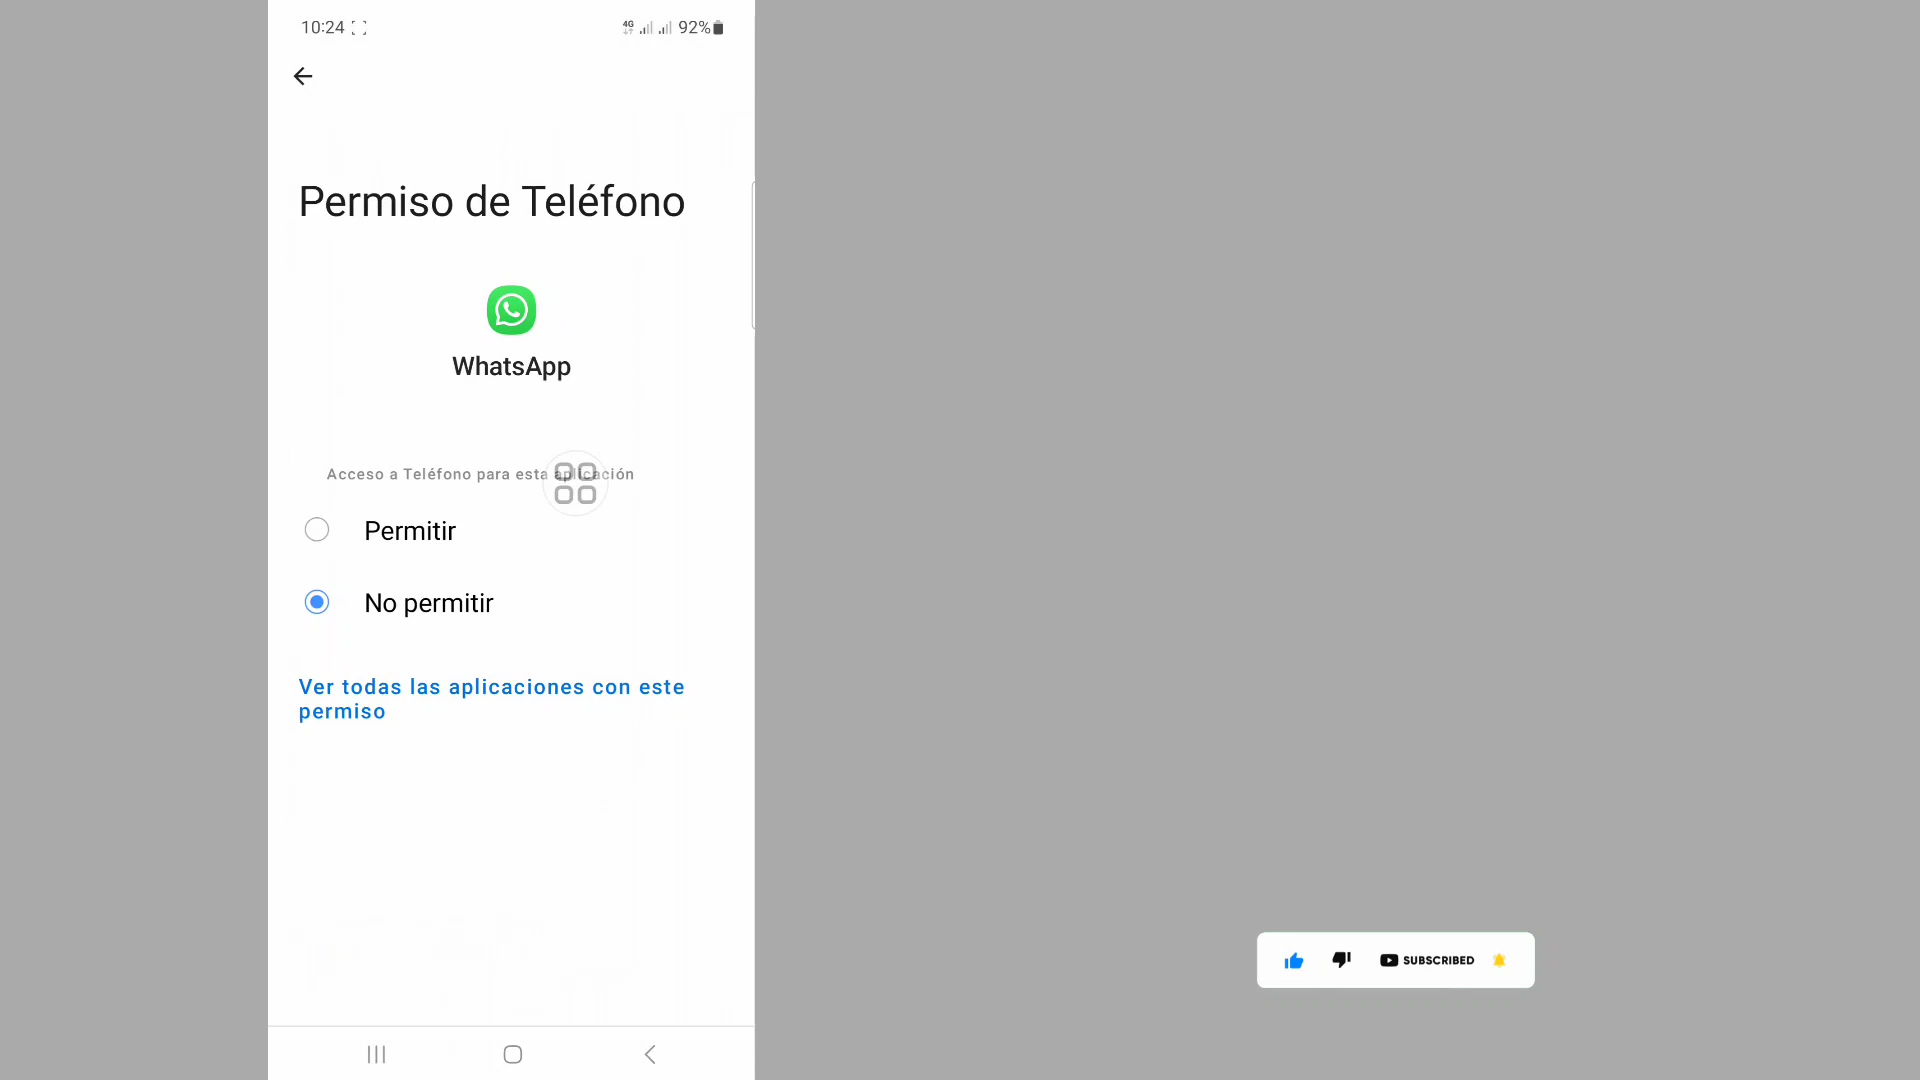 10:24 4G 92%
Permiso de Teléfono
WhatsApp
Acceso a Teléfono para esta aplicación
Permitir
No permitir
Ver todas las aplicaciones con este
permiso
SUBSCRIBED